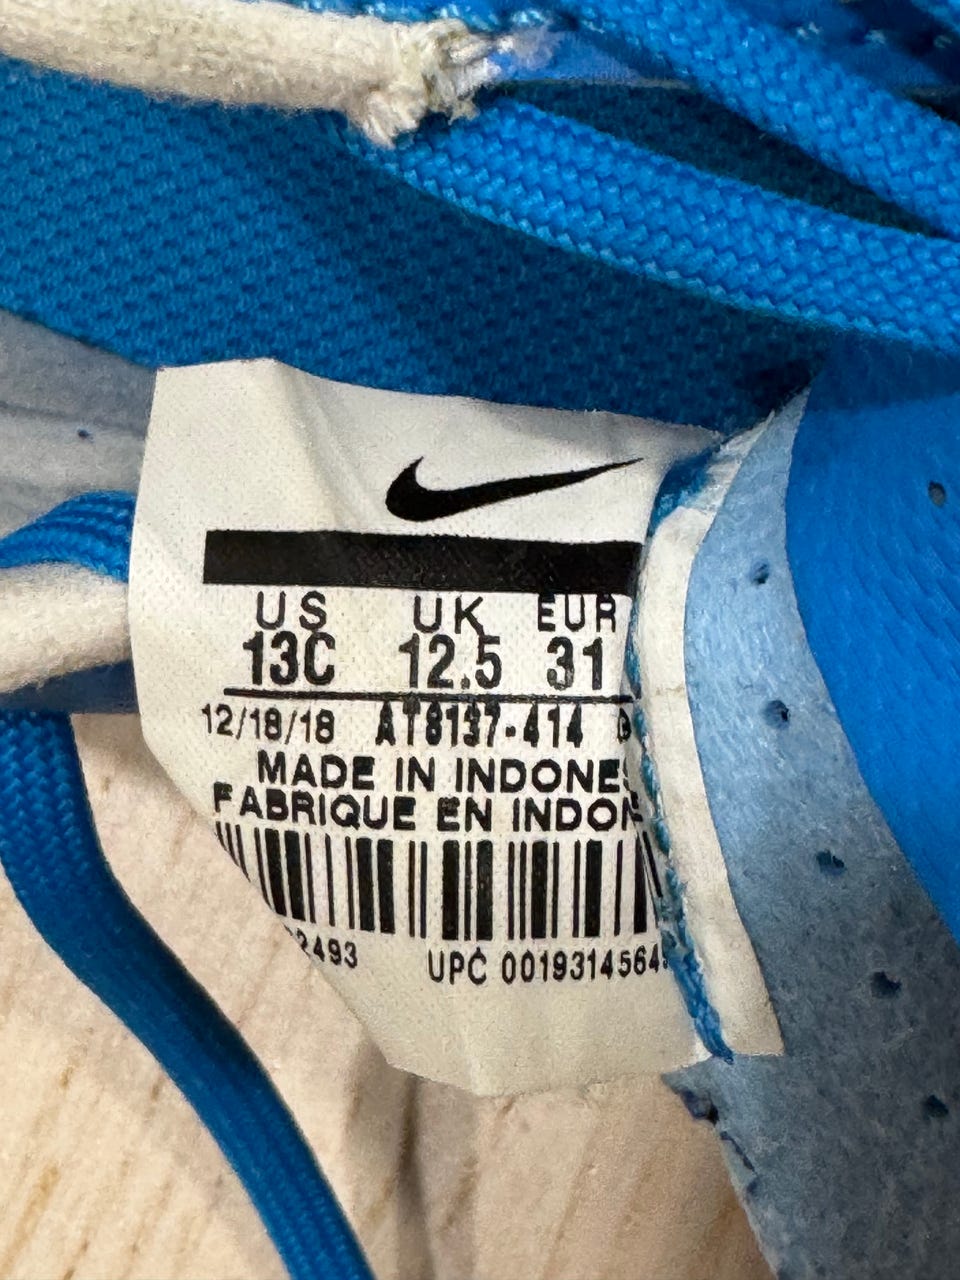 US UK EUR
13C 12.5 31
12/18/18 AT8137-414 G
MADE IN INDONES
FABRIQUE EN INDON
2493 UPC 0019314564